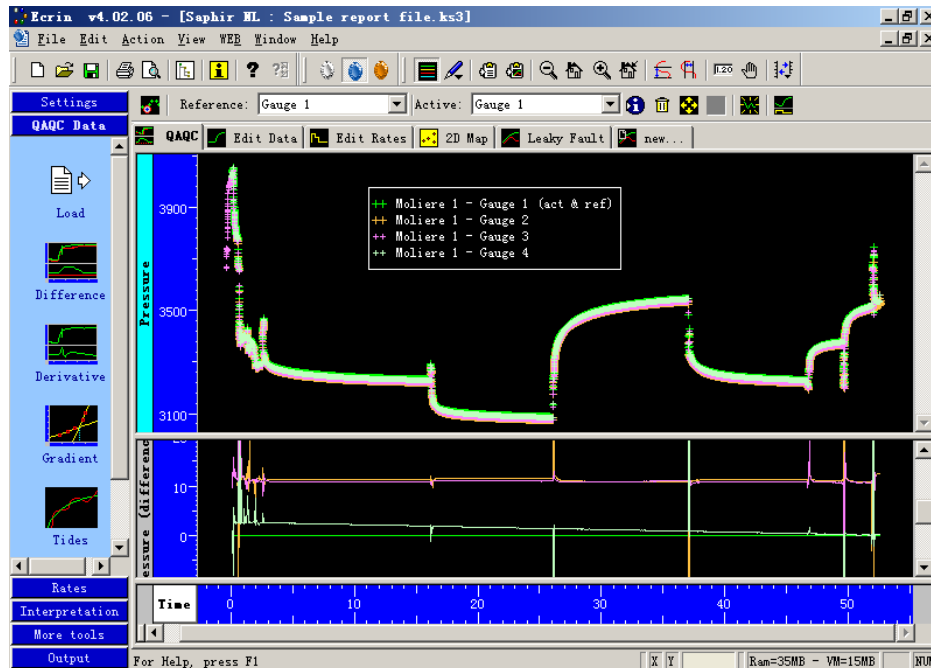 Ecrin v4.02.06 - [Saphir NL : Sample report file.ks3]
File Edit Action View WEB Window Help
Settings
Reference: Gauge 1 Active: Gauge 1
QAQC Data
QAQC Edit Data Edit Rates 2D Map Leaky Fault new...
Load
Difference
Derivative
Gradient
Tides
Pressure
3900
3500
3100
Moliere 1 - Gauge 1 (act & ref)
Moliere 1 - Gauge 2
Moliere 1 - Gauge 3
Moliere 1 - Gauge 4
essure (difference
20
10
0
Rates
Interpretation
More tools
Output
Time 0 10 20 30 40 50
For Help, press F1
X Y
Ram=35MB - VM=15MB
NUM